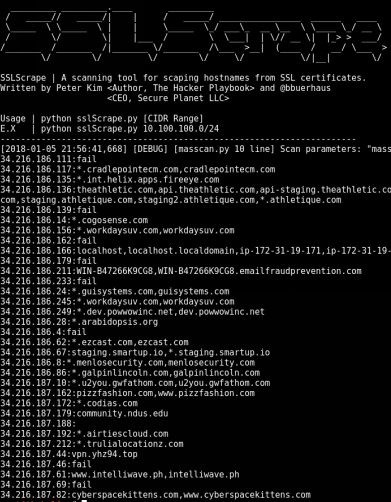 SSLScrape
SSLScrape | A scanning tool for scaping hostnames from SSL certificates.
Written by Peter Kim <Author, The Hacker Playbook> and @bbuerhaus
<CEO, Secure Planet LLC>
Usage | python sslScrape.py [CIDR Range]
E.X | python sslScrape.py 10.100.100.0/24
----------------------------------------------------------------------
[2018-01-05 21:56:41,668] [DEBUG] [masscan.py 10 line] Scan parameters: "mass
34.216.186.111:fail
34.216.186.117:*.cradlepointecm.com,cradlepointecm.com
34.216.186.135:*.int.helix.apps.fireeye.com
34.216.186.136:theathletic.com,api.theathletic.com,api-staging.theathletic.co
com,staging.athletique.com,staging2.athletique.com,*.athletique.com
34.216.186.139:fail
34.216.186.14:*.cogosense.com
34.216.186.156:*.workdaysuv.com,workdaysuv.com
34.216.186.162:fail
34.216.186.166:localhost,localhost.localdomain,ip-172-31-19-171,ip-172-31-19-
34.216.186.179:fail
34.216.186.211:WIN-B47266K9CG8,WIN-B47266K9CG8.emailfraudprevention.com
34.216.186.233:fail
34.216.186.24:*.guisystems.com,guisystems.com
34.216.186.245:*.workdaysuv.com,workdaysuv.com
34.216.186.249:*.dev.powwowinc.net,dev.powwowinc.net
34.216.186.28:*.arabidopsis.org
34.216.186.4:fail
34.216.186.62:*.ezcast.com,ezcast.com
34.216.186.67:staging.smartup.io,*.staging.smartup.io
34.216.186.8:*.menlosecurity.com,menlosecurity.com
34.216.186.86:*.galpinlincoln.com,galpinlincoln.com
34.216.187.10:*.u2you.gwfathom.com,u2you.gwfathom.com
34.216.187.162:pizzfashion.com,www.pizzfashion.com
34.216.187.172:*.codias.com
34.216.187.179:community.ndus.edu
34.216.187.188:
34.216.187.192:*.airtiescloud.com
34.216.187.212:*.trulialocationz.com
34.216.187.44:vpn.yhz94.top
34.216.187.46:fail
34.216.187.61:www.intelliwave.ph,intelliwave.ph
34.216.187.69:fail
34.216.187.82:cyberspacekittens.com,www.cyberspacekittens.com